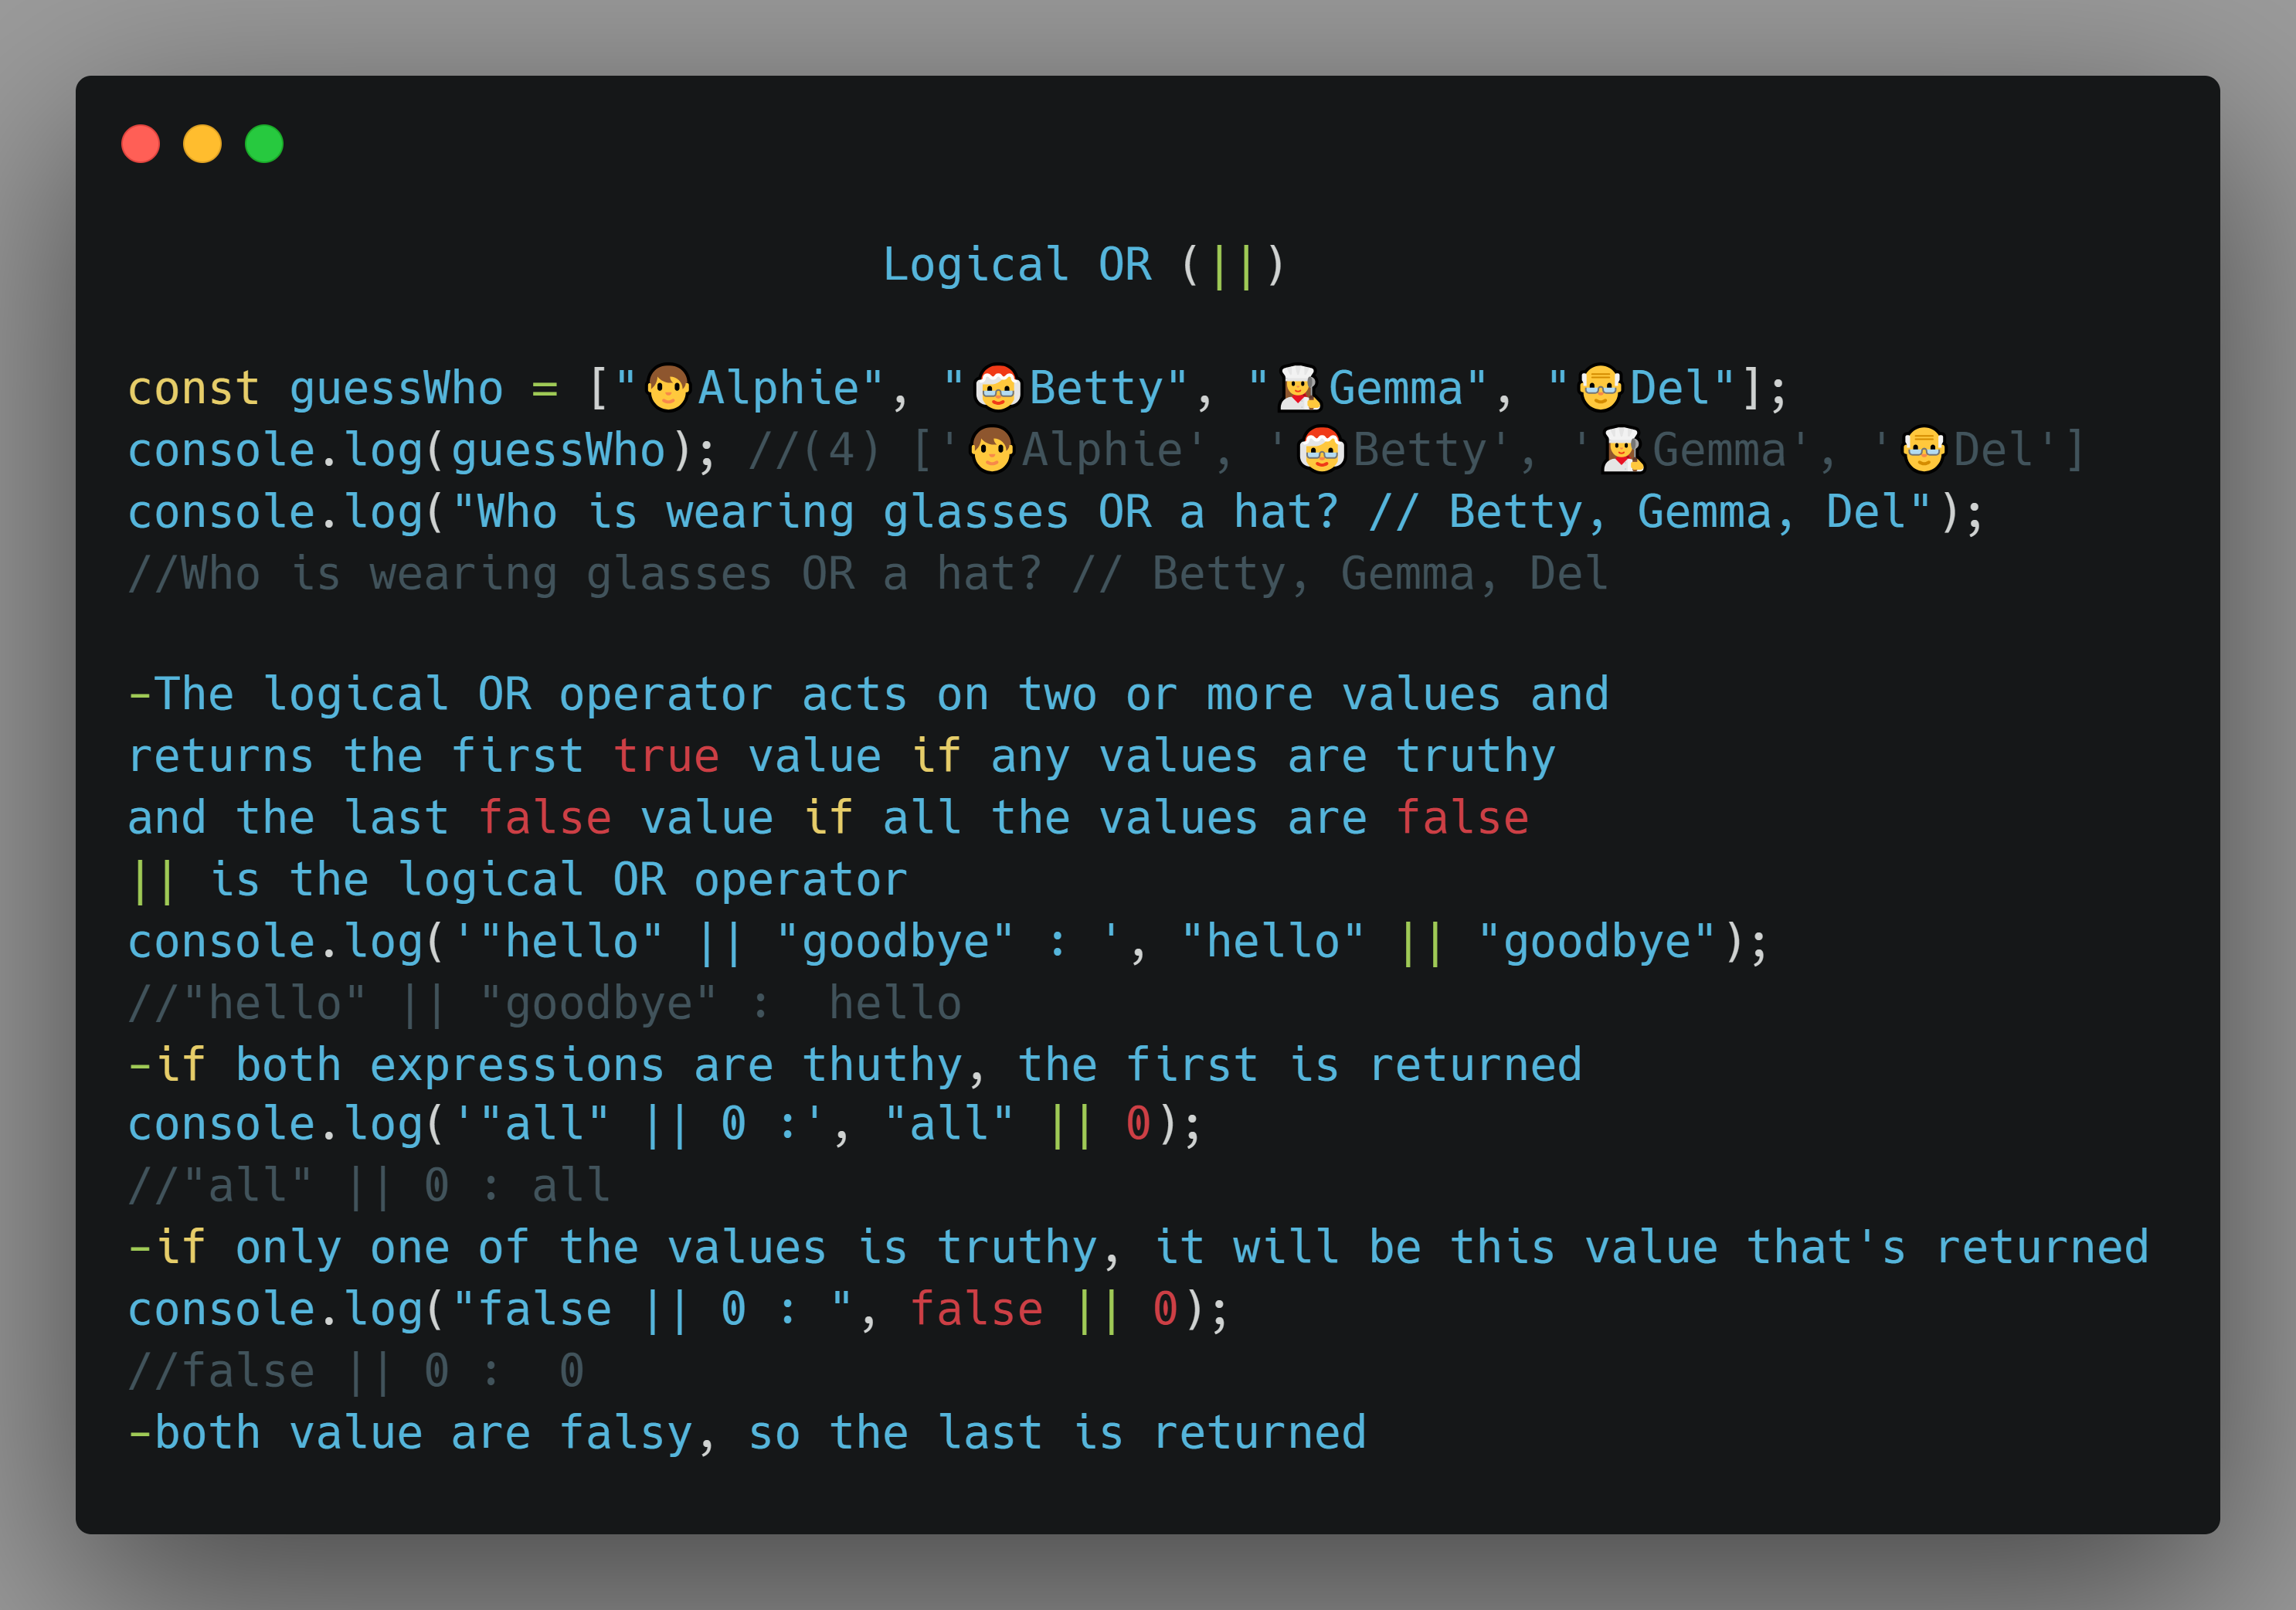 Logical OR (||)
const guessWho = ["👨Alphie", "🤶Betty", "👩‍🍳Gemma", "👴Del"];
console.log(guessWho); //(4) ['👨Alphie', '🤶Betty', '👩‍🍳Gemma', '👴Del']
console.log("Who is wearing glasses OR a hat? // Betty, Gemma, Del");
//Who is wearing glasses OR a hat? // Betty, Gemma, Del
-The logical OR operator acts on two or more values and
returns the first true value if any values are truthy
and the last false value if all the values are false
|| is the logical OR operator
console.log('"hello" || "goodbye" : ', "hello" || "goodbye");
//"hello" || "goodbye" :  hello
-if both expressions are thuthy, the first is returned
console.log('"all" || 0 :', "all" || 0);
//"all" || 0 : all
-if only one of the values is truthy, it will be this value that's returned
console.log("false || 0 : ", false || 0);
//false || 0 :  0
-both value are falsy, so the last is returned